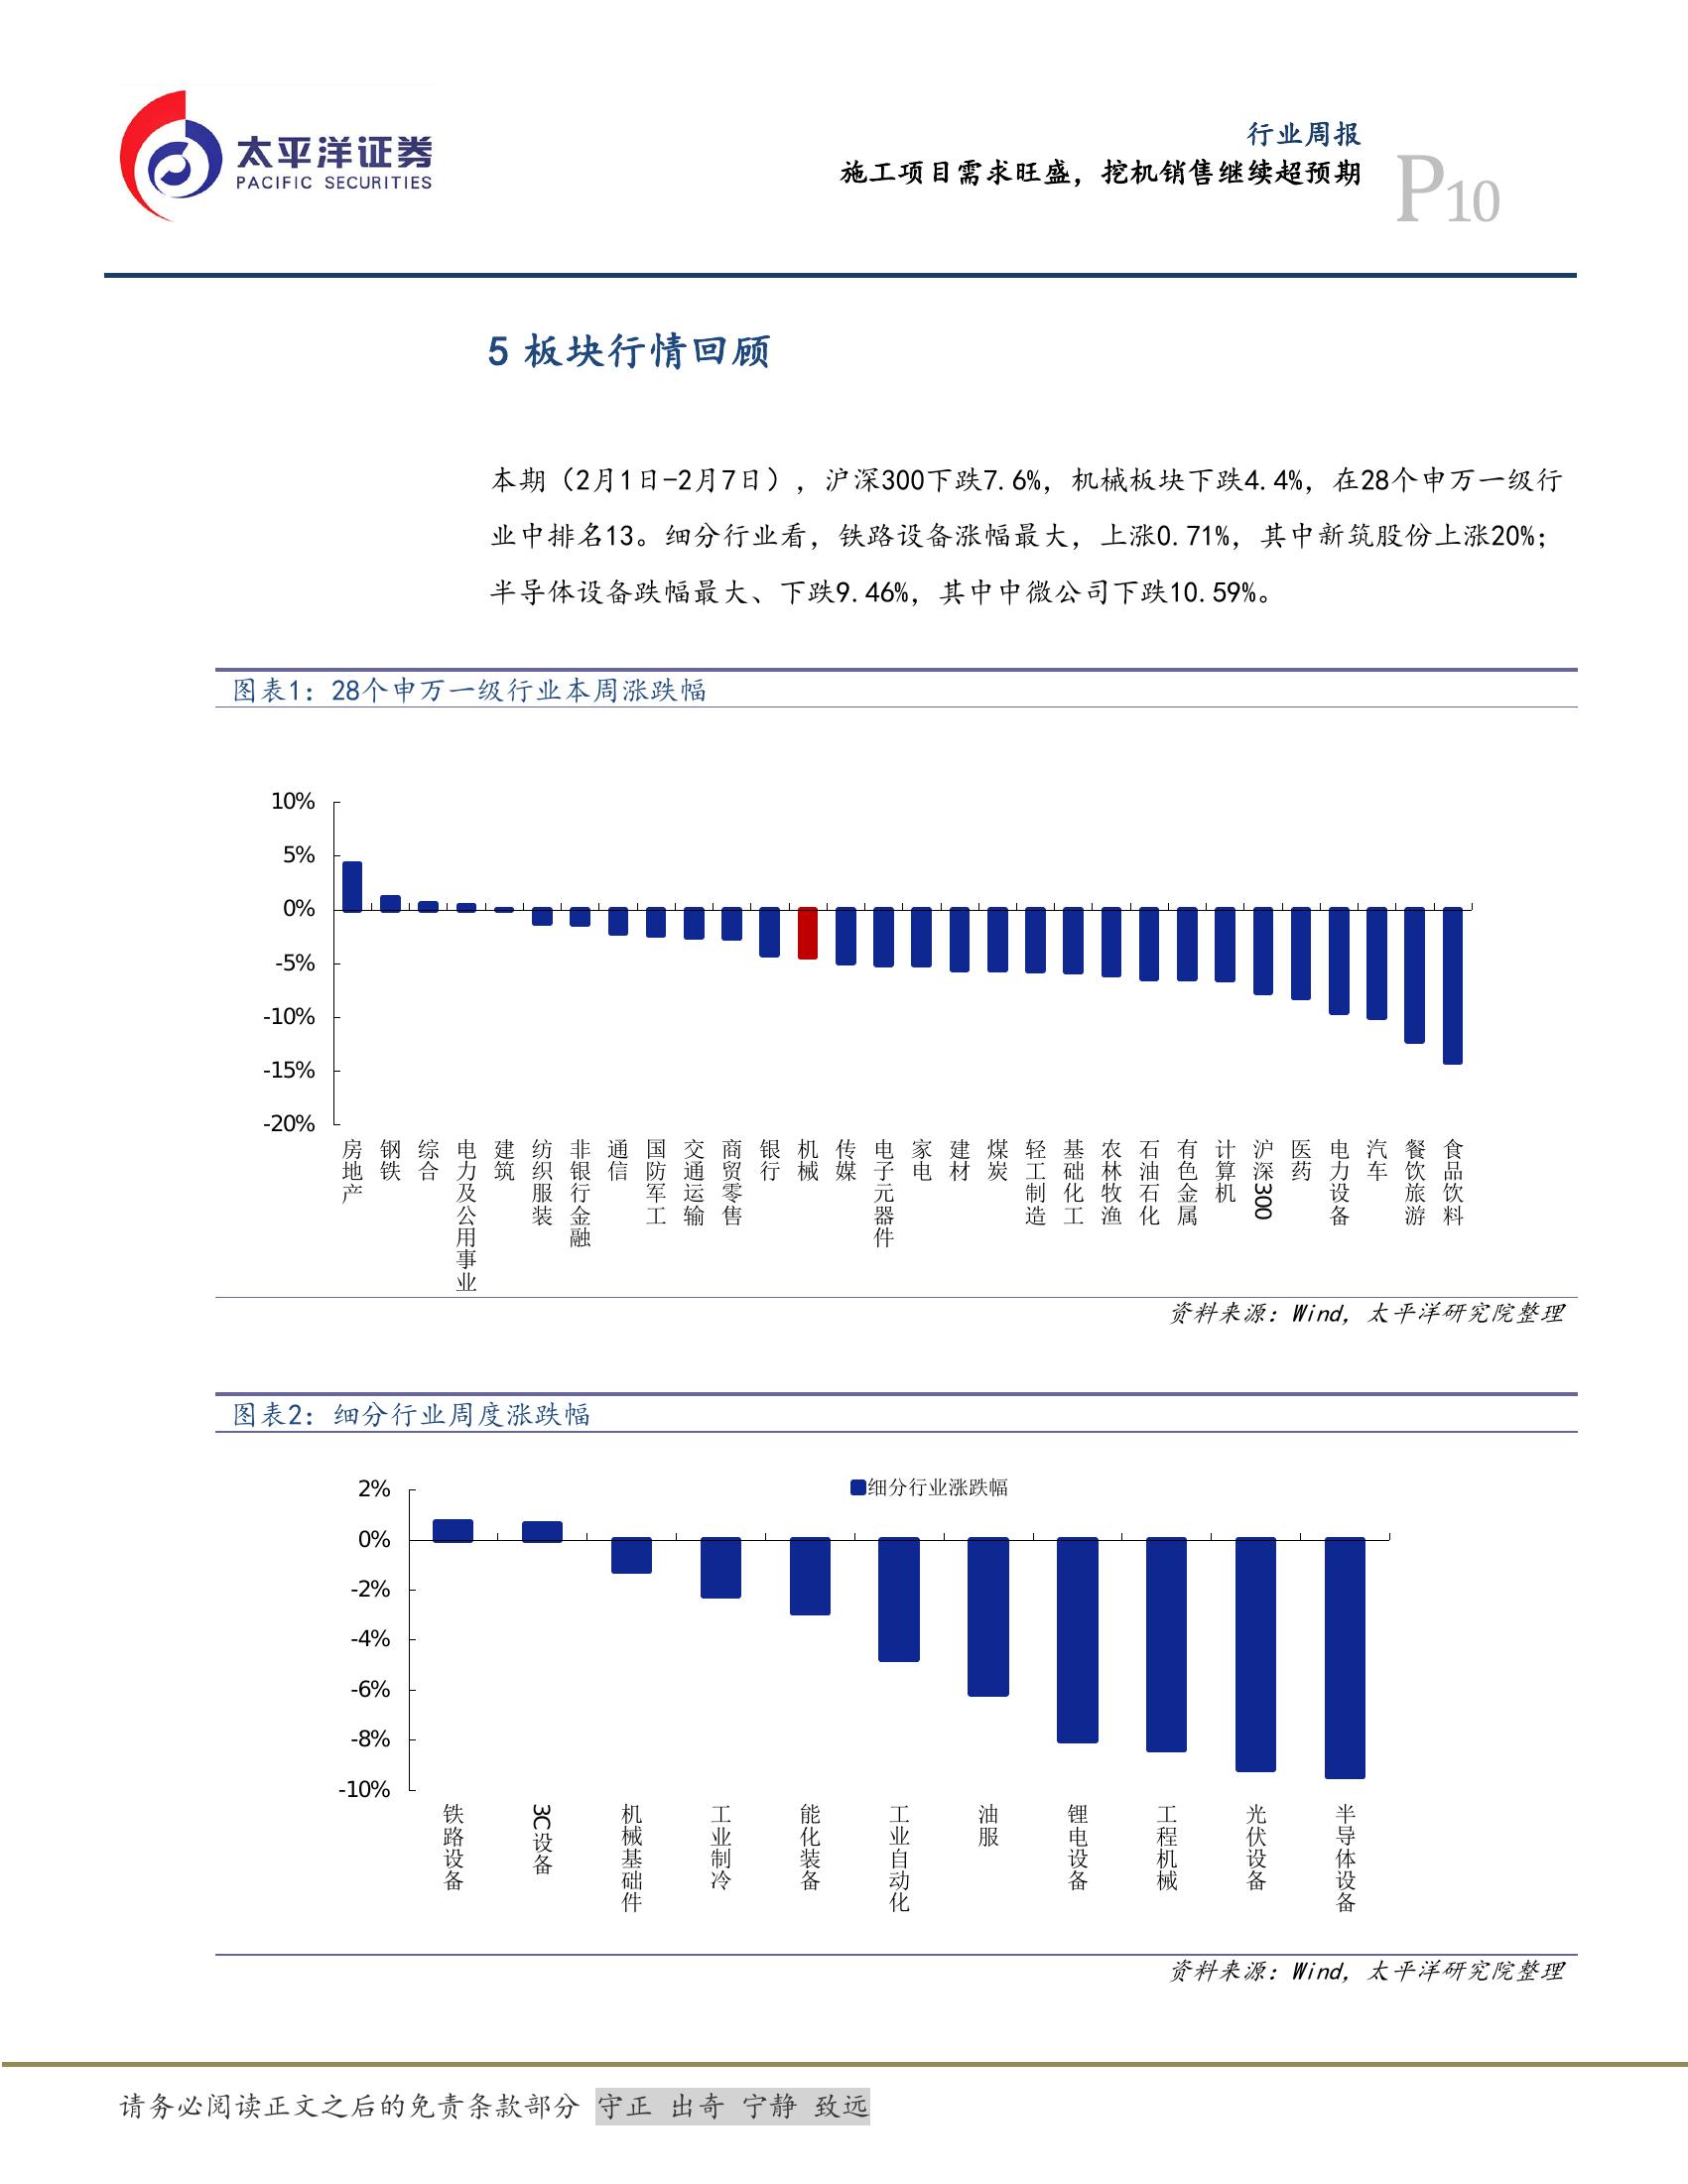 太平洋证券
PACIFIC SECURITIES
行业周报
施工项目需求旺盛，挖机销售继续超预期
P10
5 板块行情回顾
本期（2月1日-2月7日），沪深300下跌7.6%，机械板块下跌4.4%，在28个申万一级行
业中排名13。细分行业看，铁路设备涨幅最大，上涨0.71%，其中新筑股份上涨20%；
半导体设备跌幅最大、下跌9.46%，其中中微公司下跌10.59%。
图表1：28个申万一级行业本周涨跌幅
10%
5%
0%
-5%
-10%
-15%
-20%
房地产
钢铁
综合
电力及公用事业
建筑
纺织服装
非银行金融
通信
国防军工
交通运输
商贸零售
银行
机械
传媒
电子元器件
家电
建材
煤炭
轻工制造
基础化工
农林牧渔
石油石化
有色金属
计算机
沪深300
医药
电力设备
汽车
餐饮旅游
食品饮料
资料来源：Wind，太平洋研究院整理
图表2：细分行业周度涨跌幅
细分行业涨跌幅
2%
0%
-2%
-4%
-6%
-8%
-10%
铁路设备
3C设备
机械基础件
工业制冷
能化装备
工业自动化
油服
锂电设备
工程机械
光伏设备
半导体设备
资料来源：Wind，太平洋研究院整理
请务必阅读正文之后的免责条款部分 守正 出奇 宁静 致远